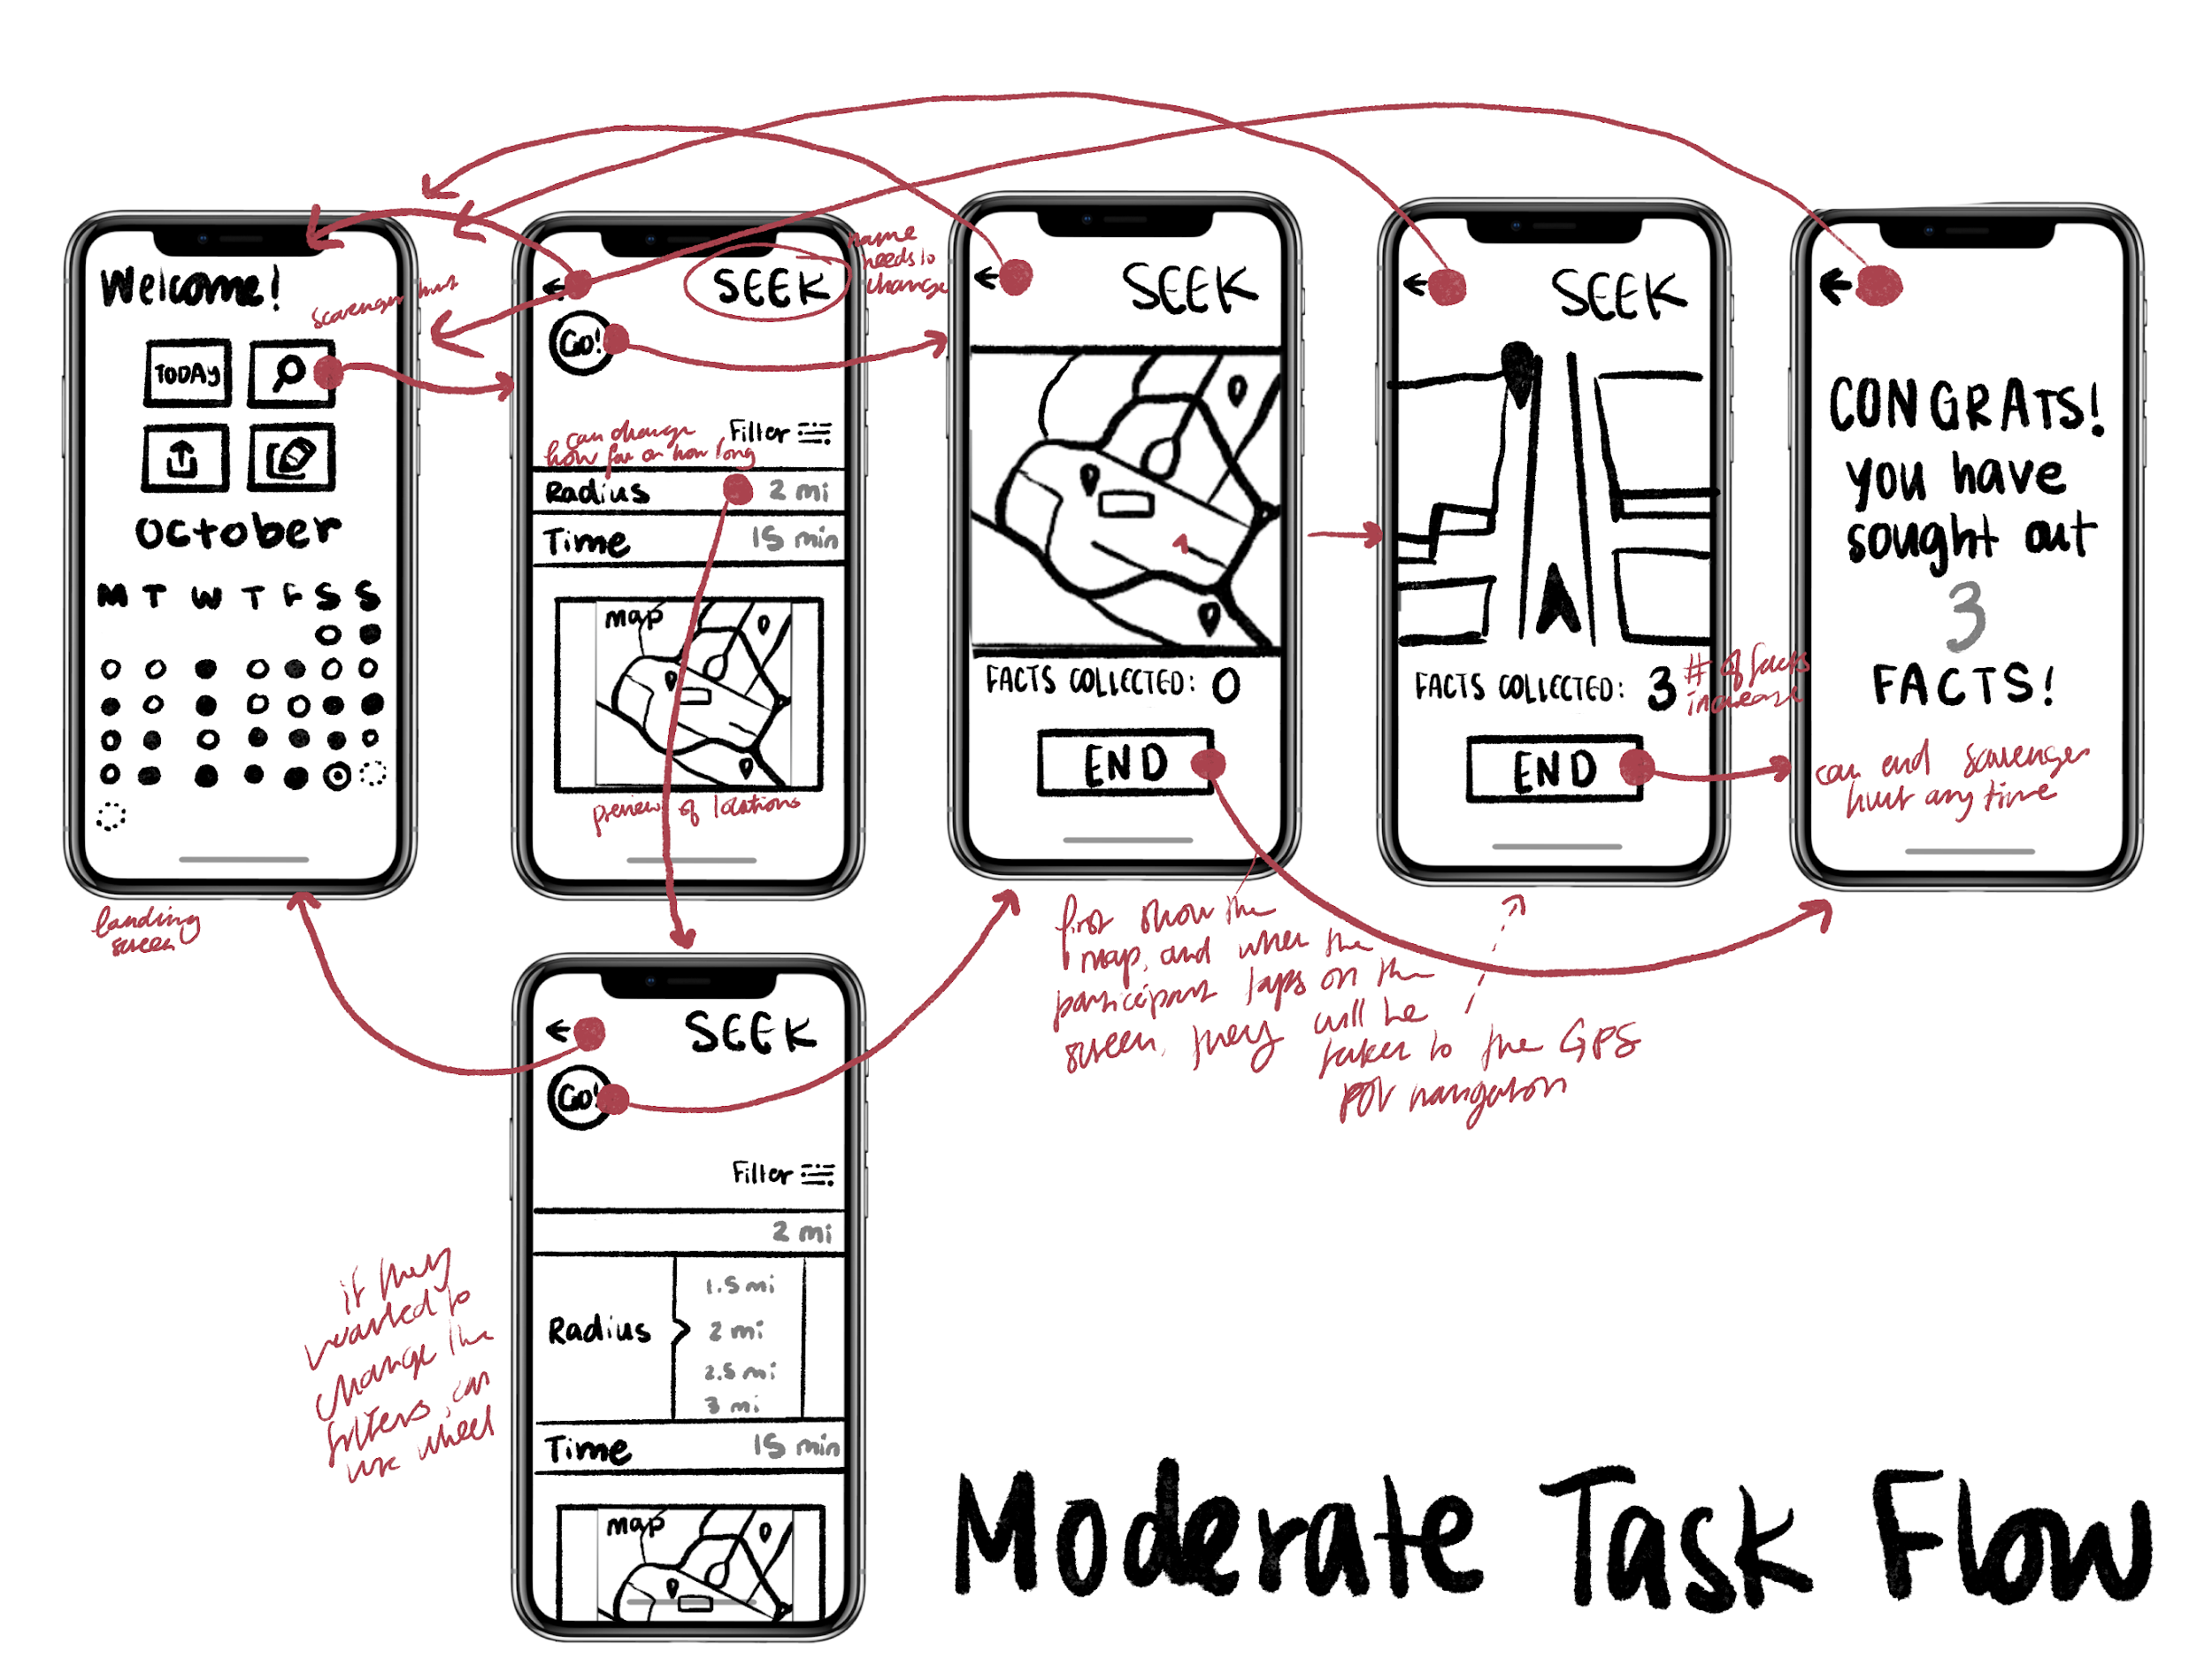 Welcome!
scavenger hunt
TODAY
October
M T W T F S S
landing
screen
SEEK
name
needs to
change
Go!
can change
how far or how long
Filter
Radius 2 mi
Time 15 min
map
preview of locations
SEEK
FACTS COLLECTED: 0
END
first show the
map, and when the
participant taps on the
screen, they will be
taken to the GPS
POV navigation
SEEK
FACTS COLLECTED: 3
# of facts
increase
END
CONGRATS!
you have
sought out
3
FACTS!
can end scavenger
hunt any time
SEEK
Go!
Filter
2 mi
Radius
1.5 mi
2 mi
2.5 mi
3 mi
Time 15 min
map
if they
wanted to
change the
filters, can
use wheel
Moderate Task Flow